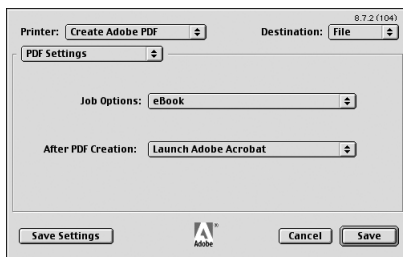 8.7.2 (104)
Printer: Create Adobe PDF Destination: File
PDF Settings
Job Options: eBook
After PDF Creation: Launch Adobe Acrobat
Save Settings Adobe ® Cancel Save